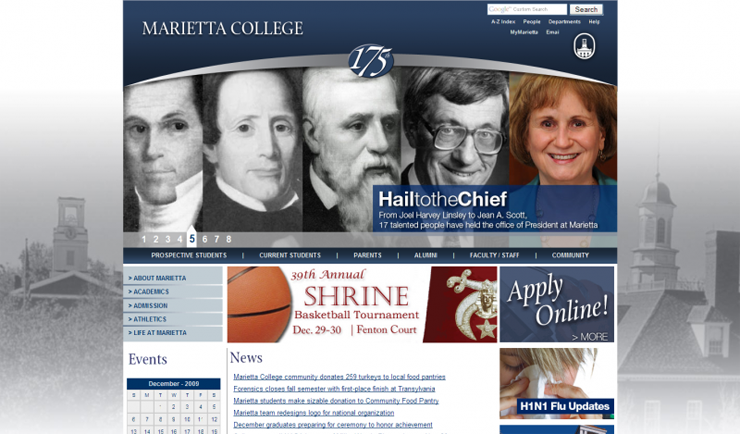 Google Custom Search
Search
A-Z Index People Departments Help
MyMarietta Email
MARIETTA COLLEGE
175th
HailtotheChief
From Joel Harvey Linsley to Jean A. Scott,
17 talented people have held the office of President at Marietta
1 2 3 4 5 6 7 8
PROSPECTIVE STUDENTS | CURRENT STUDENTS | PARENTS | ALUMNI | FACULTY / STAFF | COMMUNITY
> ABOUT MARIETTA
> ACADEMICS
> ADMISSION
> ATHLETICS
> LIFE AT MARIETTA
39th Annual
SHRINE
Basketball Tournament
Dec. 29-30 | Fenton Court
Apply
Online!
> MORE
Events
December - 2009
S M T W T F S
1 2 3 4 5
6 7 8 9 10 11 12
13 14 15 16 17 18 19
News
Marietta College community donates 259 turkeys to local food pantries
Forensics closes fall semester with first-place finish at Transylvania
Marietta students make sizable donation to Community Food Pantry
Marietta team redesigns logo for national organization
December graduates preparing for ceremony to honor achievement
H1N1 Flu Updates